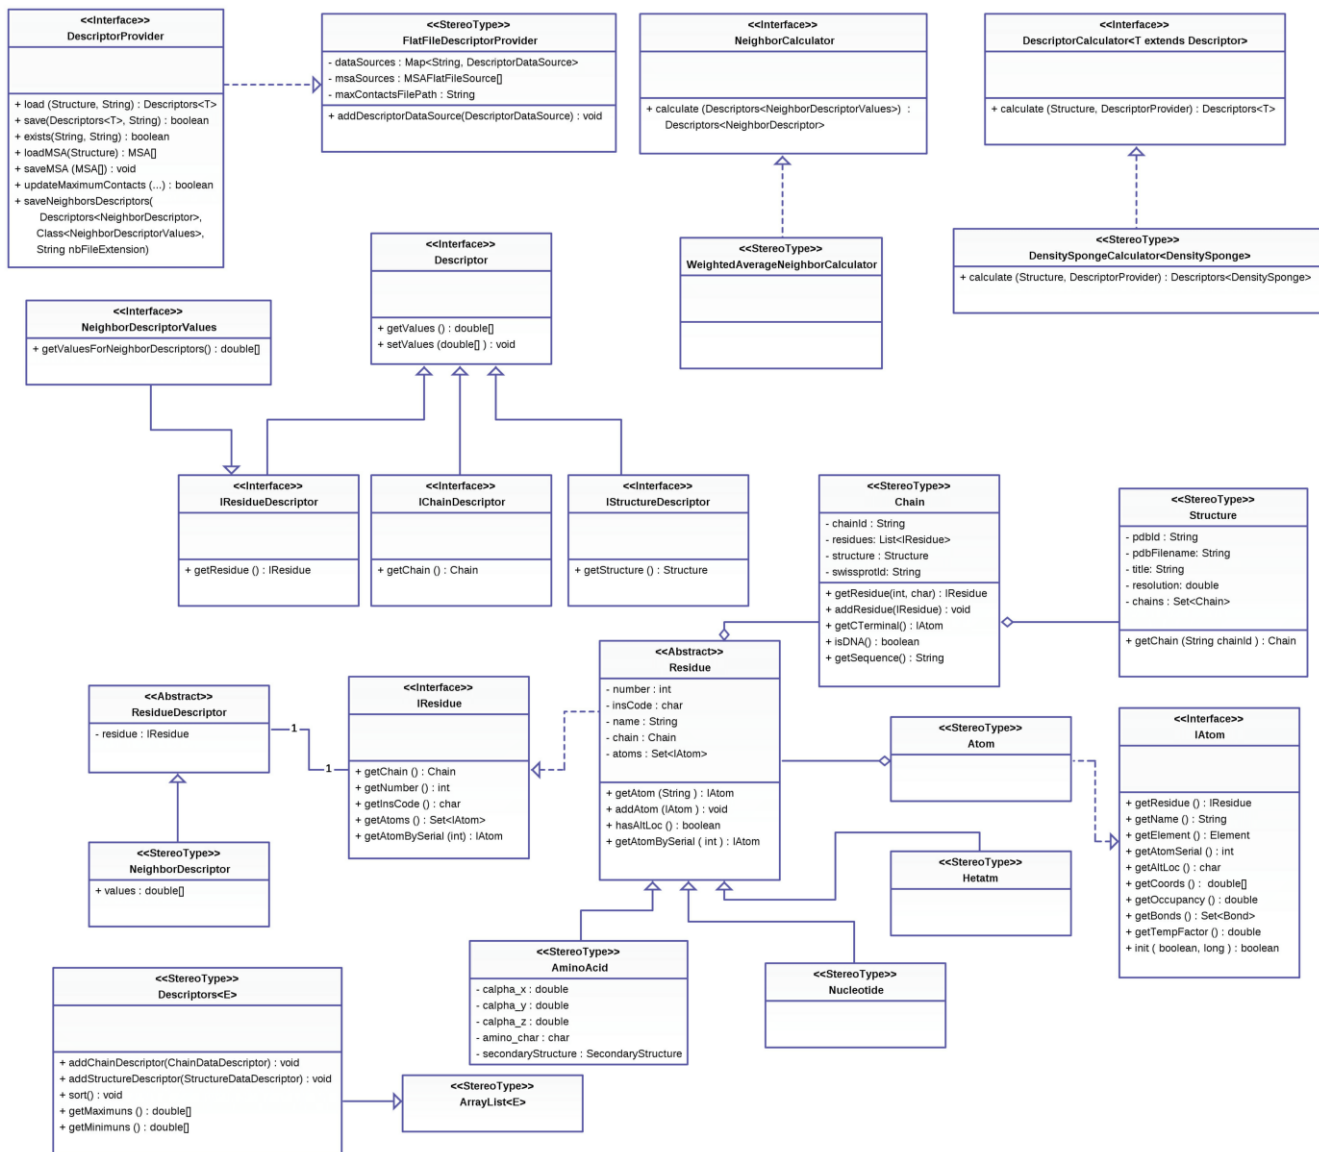 <<Interface>>
DescriptorProvider
+ load (Structure, String) : Descriptors<T>
+ save(Descriptors<T>, String) : boolean
+ exists(String, String) : boolean
+ loadMSA(Structure) : MSA[]
+ saveMSA (MSA[]) : void
+ updateMaximumContacts (...) : boolean
+ saveNeighborsDescriptors(
Descriptors<NeighborDescriptor>,
Class<NeighborDescriptorValues>,
String nbFileExtension)
<<StereoType>>
FlatFileDescriptorProvider
- dataSources : Map<String, DescriptorDataSource>
- msaSources : MSAFlatFileSource[]
- maxContactsFilePath : String
+ addDescriptorDataSource(DescriptorDataSource) : void
<<Interface>>
NeighborCalculator
+ calculate (Descriptors<NeighborDescriptorValues>) :
Descriptors<NeighborDescriptor>
<<Interface>>
DescriptorCalculator<T extends Descriptor>
+ calculate (Structure, DescriptorProvider) : Descriptors<T>
<<Interface>>
Descriptor
+ getValues () : double[]
+ setValues (double[] ) : void
<<StereoType>>
WeightedAverageNeighborCalculator
<<StereoType>>
DensitySpongeCalculator<DensitySponge>
+ calculate (Structure, DescriptorProvider) : Descriptors<DensitySponge>
<<Interface>>
NeighborDescriptorValues
+ getValuesForNeighborDescriptors() : double[]
<<Interface>>
IResidueDescriptor
+ getResidue () : IResidue
<<Interface>>
IChainDescriptor
+ getChain () : Chain
<<Interface>>
IStructureDescriptor
+ getStructure () : Structure
<<StereoType>>
Chain
- chainId : String
- residues: List<IResidue>
- structure : Structure
- swissprotId: String
+ getResidue(int, char) : IResidue
+ addResidue(IResidue) : void
+ getCTerminal() : IAtom
+ isDNA() : boolean
+ getSequence() : String
<<StereoType>>
Structure
- pdbId : String
- pdbFilename: String
- title: String
- resolution: double
- chains : Set<Chain>
+ getChain (String chainId ) : Chain
<<Abstract>>
ResidueDescriptor
- residue : IResidue
1
1
<<Interface>>
IResidue
+ getChain () : Chain
+ getNumber () : int
+ getInsCode () : char
+ getAtoms () : Set<IAtom>
+ getAtomBySerial (int) : IAtom
<<Abstract>>
Residue
- number : int
- insCode : char
- name : String
- chain : Chain
- atoms : Set<IAtom>
+ getAtom (String ) : IAtom
+ addAtom (IAtom ) : void
+ hasAltLoc () : boolean
+ getAtomBySerial ( int ) : IAtom
<<StereoType>>
Atom
<<Interface>>
IAtom
+ getResidue () : IResidue
+ getName () : String
+ getElement () : Element
+ getAtomSerial () : int
+ getAltLoc () : char
+ getCoords () :  double[]
+ getOccupancy () : double
+ getBonds () : Set<Bond>
+ getTempFactor () : double
+ init ( boolean, long ) : boolean
<<StereoType>>
NeighborDescriptor
+ values : double[]
<<StereoType>>
Hetatm
<<StereoType>>
AminoAcid
- calpha_x : double
- calpha_y : double
- calpha_z : double
- amino_char : char
- secondaryStructure : SecondaryStructure
<<StereoType>>
Nucleotide
<<StereoType>>
Descriptors<E>
+ addChainDescriptor(ChainDataDescriptor) : void
+ addStructureDescriptor(StructureDataDescriptor) : void
+ sort() : void
+ getMaximuns () : double[]
+ getMinimuns () : double[]
<<StereoType>>
ArrayList<E>